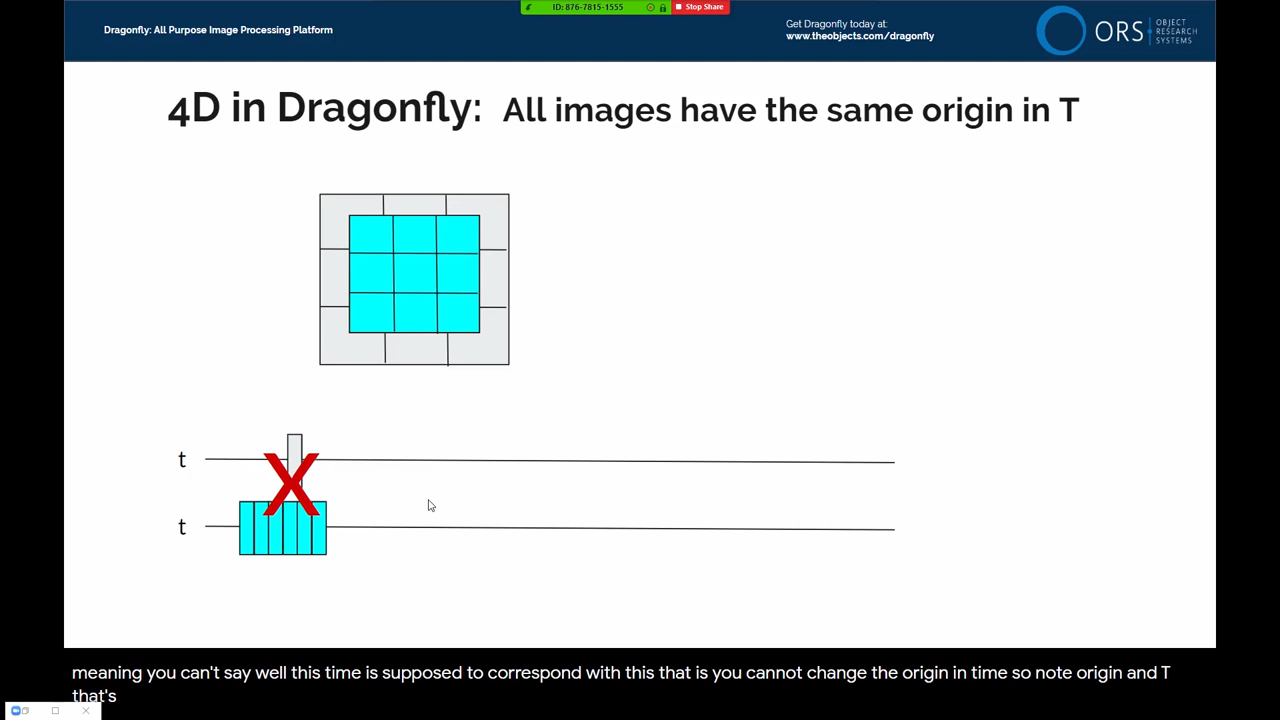 ID: 876-7815-1555
Stop Share
Dragonfly: All Purpose Image Processing Platform
Get Dragonfly today at:
www.theobjects.com/dragonfly
ORS
OBJECT
RESEARCH
SYSTEMS
4D in Dragonfly: All images have the same origin in T
t
X
t
meaning you can't say well this time is supposed to correspond with this that is you cannot change the origin in time so note origin and T
that's